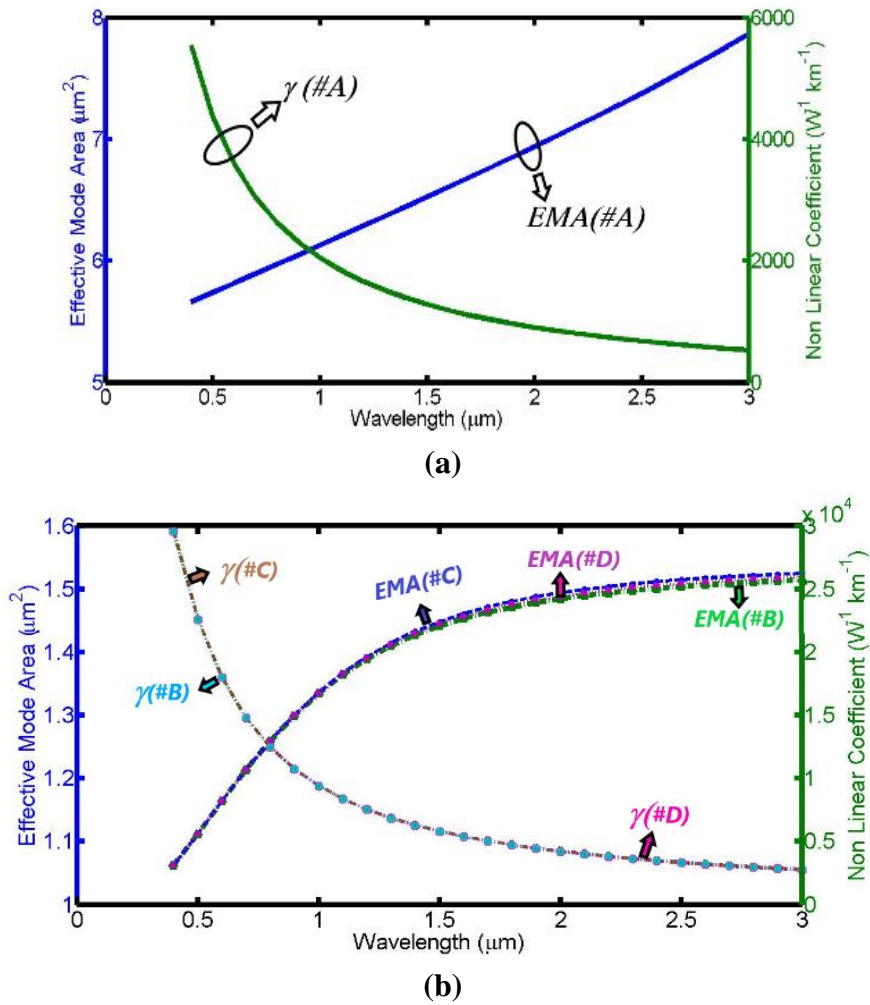 8
7
6
5
Effective Mode Area (μm²)
6000
4000
2000
0
Non Linear Coefficient (W⁻¹ km⁻¹)
γ (#A)
EMA(#A)
0 0.5 1 1.5 2 2.5 3
Wavelength (μm)
(a)
1.6
1.5
1.4
1.3
1.2
1.1
1
Effective Mode Area (μm²)
x 10⁴
3
2.5
2
1.5
1
0.5
0
Non Linear Coefficient (W⁻¹ km⁻¹)
γ(#C)
EMA(#C)
EMA(#D)
EMA(#B)
γ(#B)
γ(#D)
0 0.5 1 1.5 2 2.5 3
Wavelength (μm)
(b)